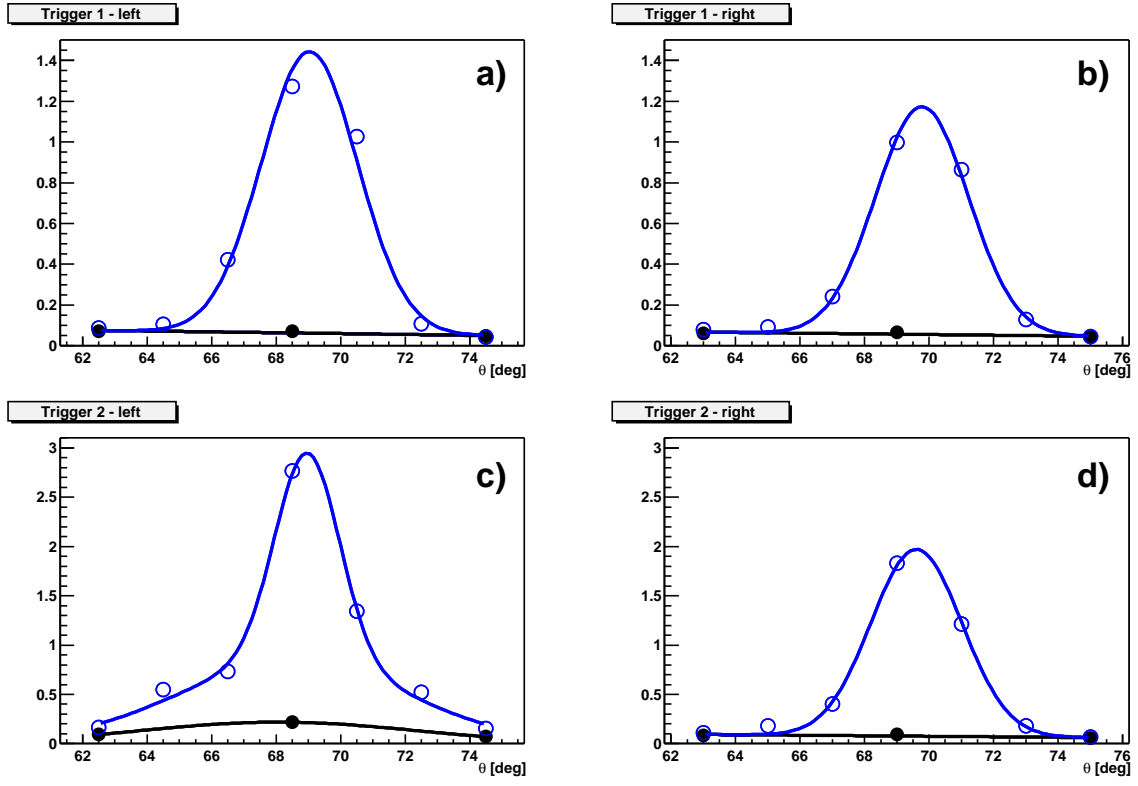 Trigger 1 - left
a)
1.4
1.2
1
0.8
0.6
0.4
0.2
0
62 64 66 68 70 72 74
θ [deg]
Trigger 1 - right
b)
1.4
1.2
1
0.8
0.6
0.4
0.2
0
62 64 66 68 70 72 74 76
θ [deg]
Trigger 2 - left
c)
3
2.5
2
1.5
1
0.5
0
62 64 66 68 70 72 74
θ [deg]
Trigger 2 - right
d)
3
2.5
2
1.5
1
0.5
0
62 64 66 68 70 72 74 76
θ [deg]